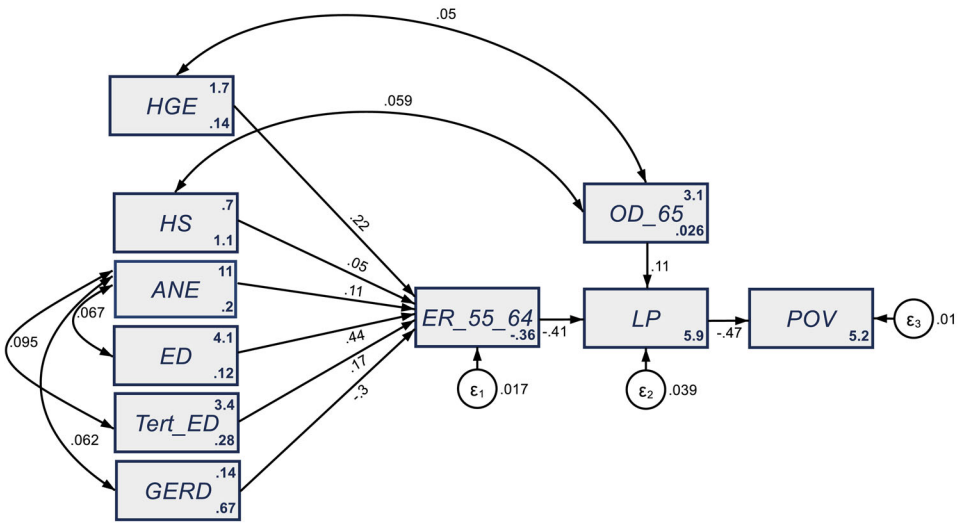 .05
1.7
HGE
.14
.059
.7
HS
1.1
3.1
OD_65
.026
.22
.05
.11
.11
11
ANE
.2
.067
.095
4.1
ED
.12
.44
ER_55_64
-.36
-.41
LP
5.9
-.47
POV
5.2
ε₃
.01
.17
-.3
ε₁
.017
ε₂
.039
3.4
Tert_ED
.28
.062
.14
GERD
.67